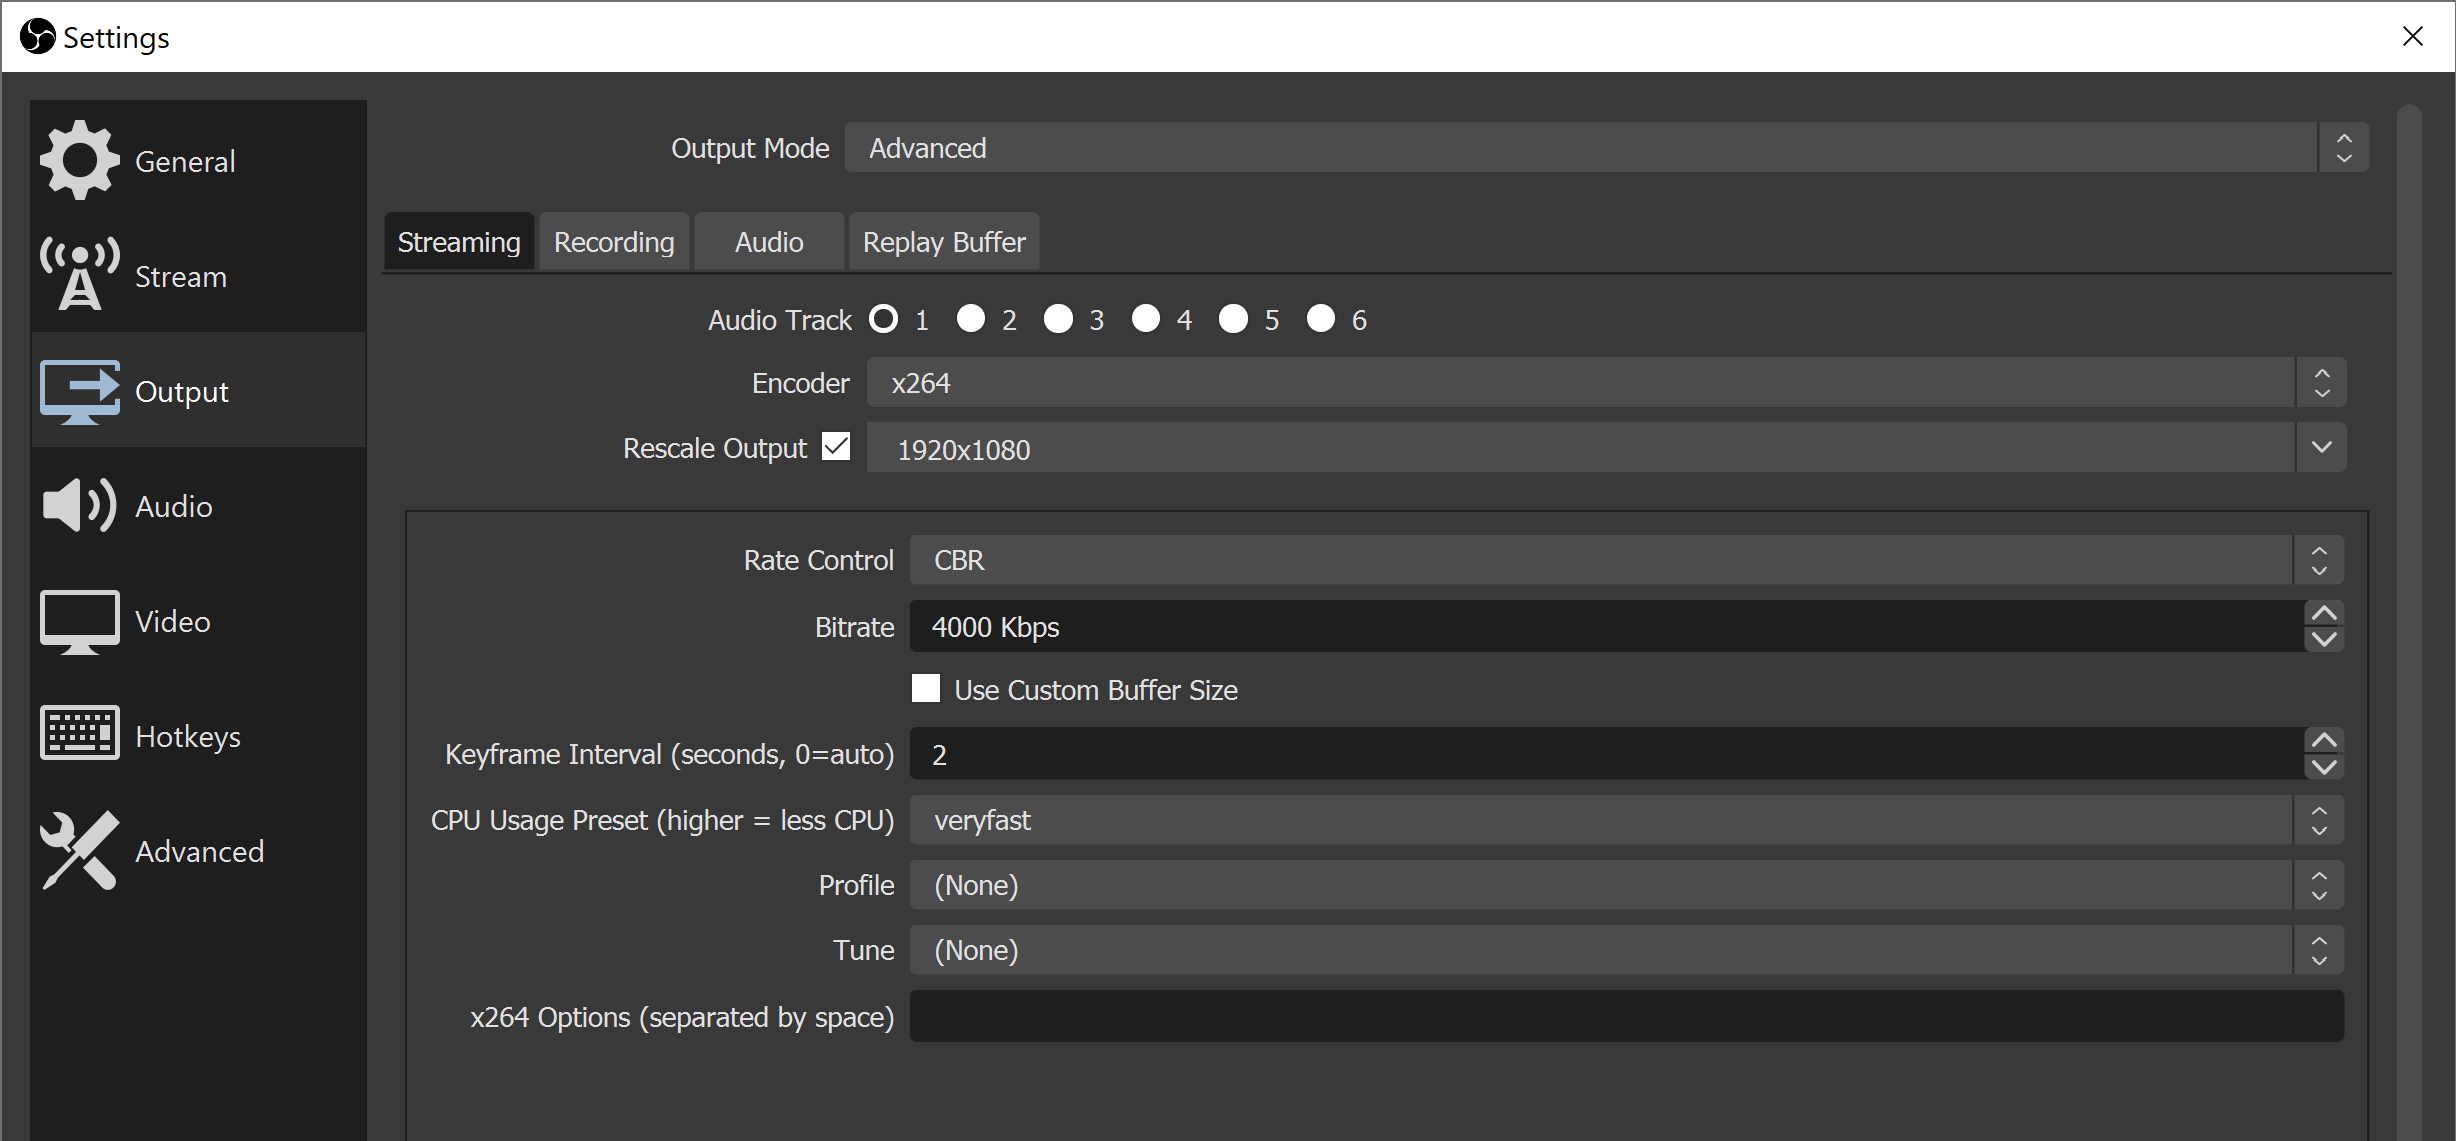 Settings
General
Stream
Output
Audio
Video
Hotkeys
Advanced
Output Mode Advanced
Streaming Recording Audio Replay Buffer
Audio Track 1 2 3 4 5 6
Encoder x264
Rescale Output 1920x1080
Rate Control CBR
Bitrate 4000 Kbps
Use Custom Buffer Size
Keyframe Interval (seconds, 0=auto) 2
CPU Usage Preset (higher = less CPU) veryfast
Profile (None)
Tune (None)
x264 Options (separated by space)